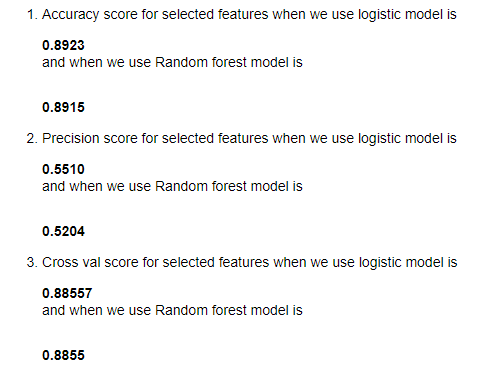 1. Accuracy score for selected features when we use logistic model is
0.8923
and when we use Random forest model is
0.8915
2. Precision score for selected features when we use logistic model is
0.5510
and when we use Random forest model is
0.5204
3. Cross val score for selected features when we use logistic model is
0.88557
and when we use Random forest model is
0.8855